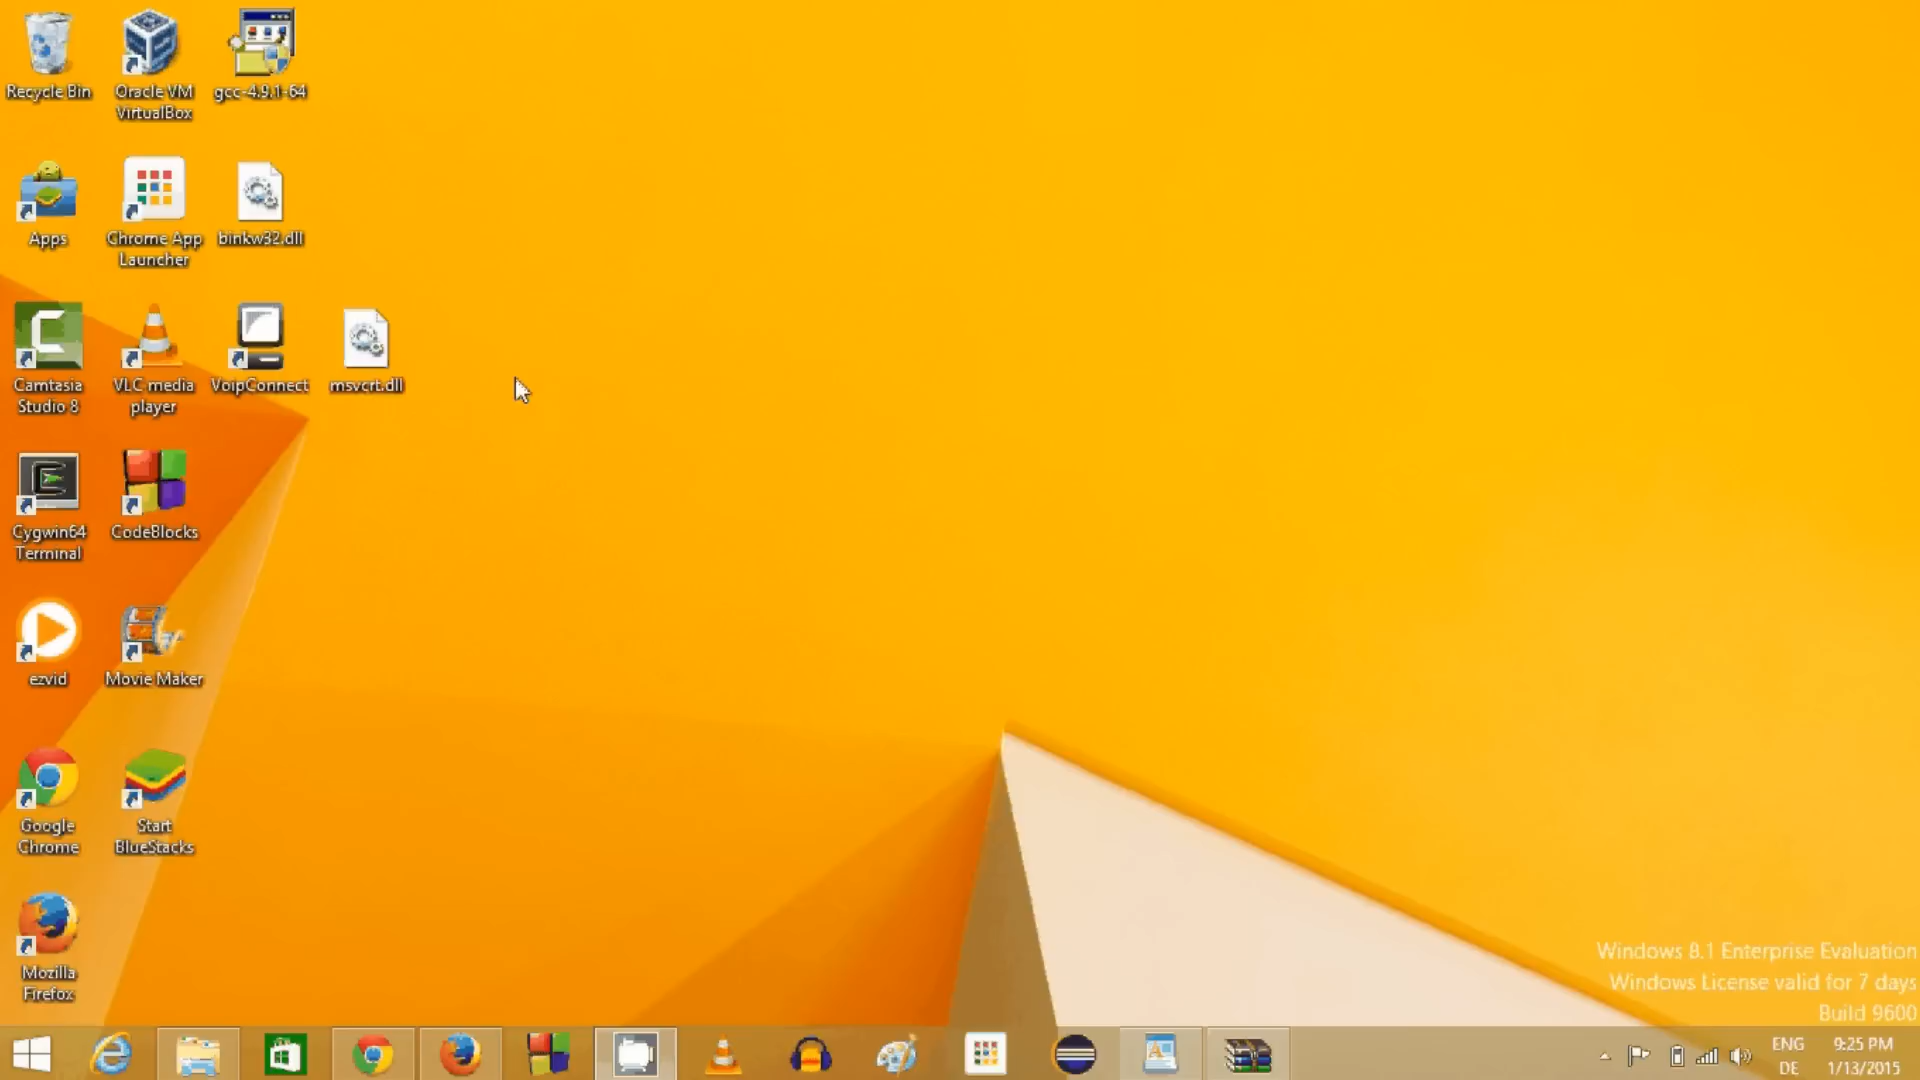 Recycle Bin
Oracle VM
VirtualBox
gcc-4.9.1-64
Apps
Chrome App
Launcher
binkw32.dll
Camtasia
Studio 8
VLC media
player
VoipConnect
msvcrt.dll
Cygwin64
Terminal
CodeBlocks
ezvid
Movie Maker
Google
Chrome
Start
BlueStacks
Mozilla
Firefox
Windows 8.1 Enterprise Evaluation
Windows License valid for 7 days
Build 9600
ENG
DE
9:25 PM
1/13/2015